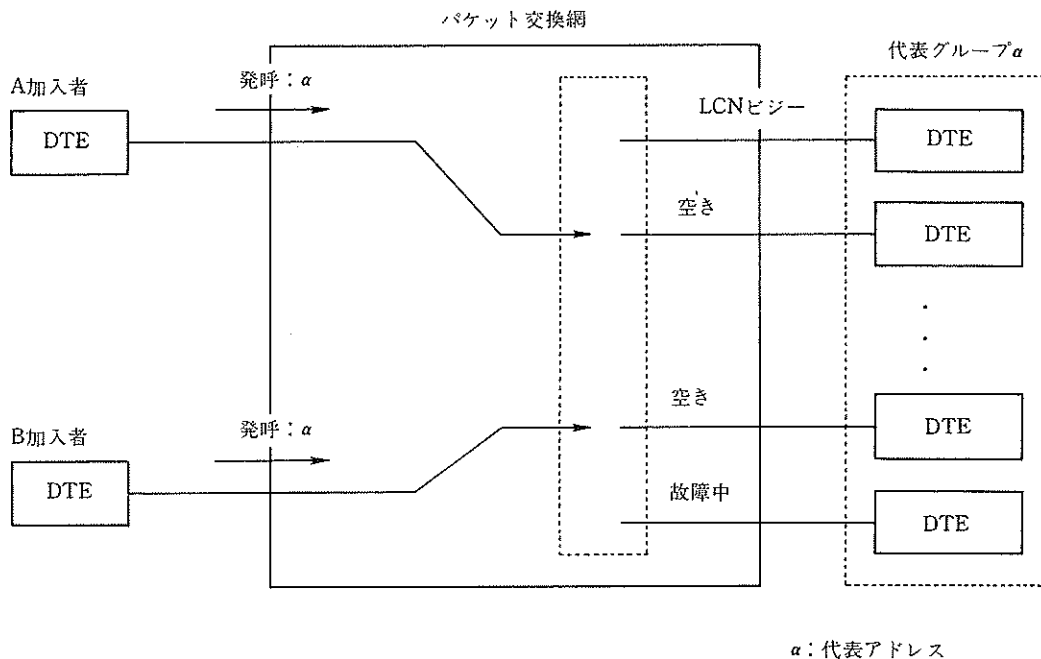 パケット交換網
代表グループα
A加入者
発呼：α
LCNビジー
DTE
DTE
空き
DTE
空き
DTE
B加入者
発呼：α
DTE
故障中
DTE
α：代表アドレス